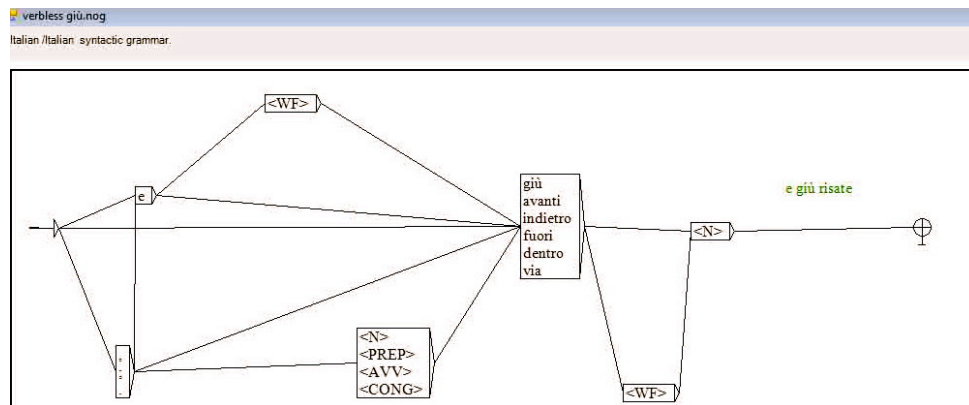 verbless giù.nog
Italian /Italian syntactic grammar.
<WF>
e
giù
avanti
indietro
fuori
dentro
via
e giù risate
<N>
<N>
<PREP>
<AVV>
<CONG>
<WF>